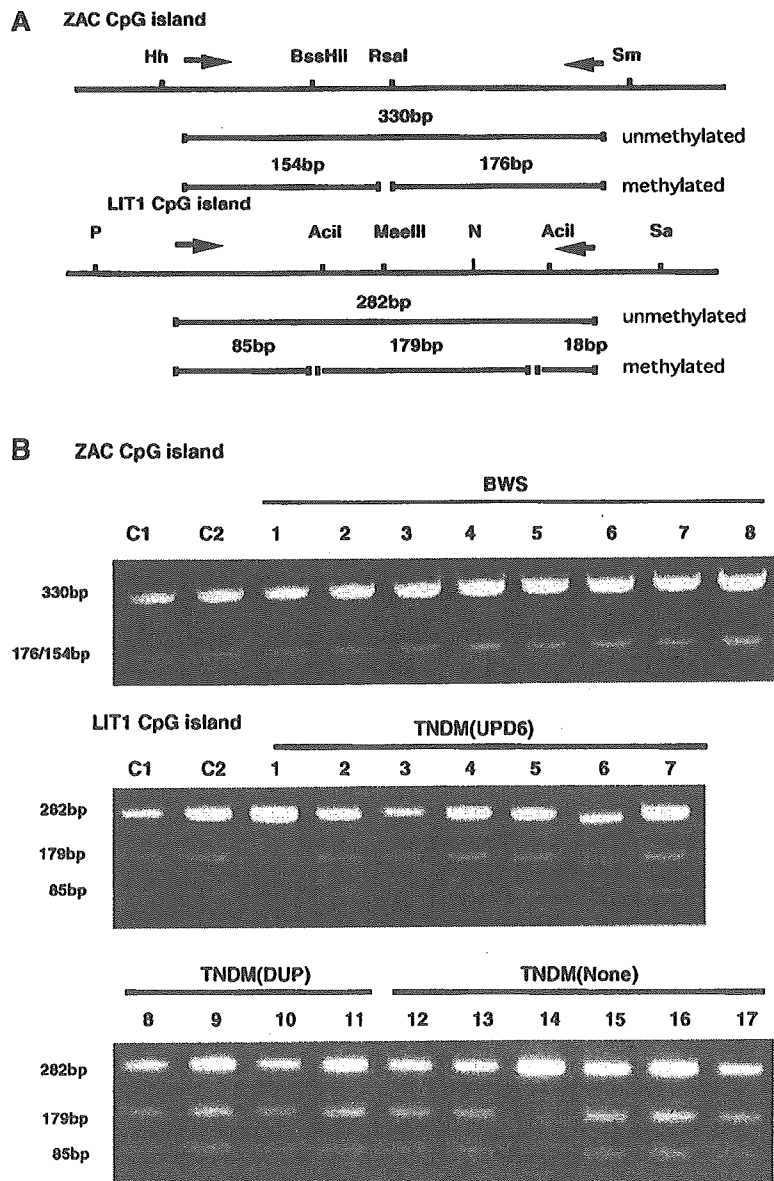 A ZAC CpG island
Hh BssHII RsaI Sm
330bp
unmethylated
154bp 176bp
methylated
LIT1 CpG island
P AciI MaeIII N AciI Sa
282bp
unmethylated
85bp 179bp 18bp
methylated
B ZAC CpG island
BWS
C1 C2 1 2 3 4 5 6 7 8
330bp
176/154bp
LIT1 CpG island TNDM(UPD6)
C1 C2 1 2 3 4 5 6 7
282bp
179bp
85bp
TNDM(DUP) TNDM(None)
8 9 10 11 12 13 14 15 16 17
282bp
179bp
85bp